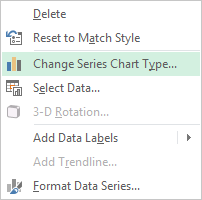 Delete
Reset to Match Style
Change Series Chart Type...
Select Data...
3-D Rotation...
Add Data Labels
Add Trendline...
Format Data Series...